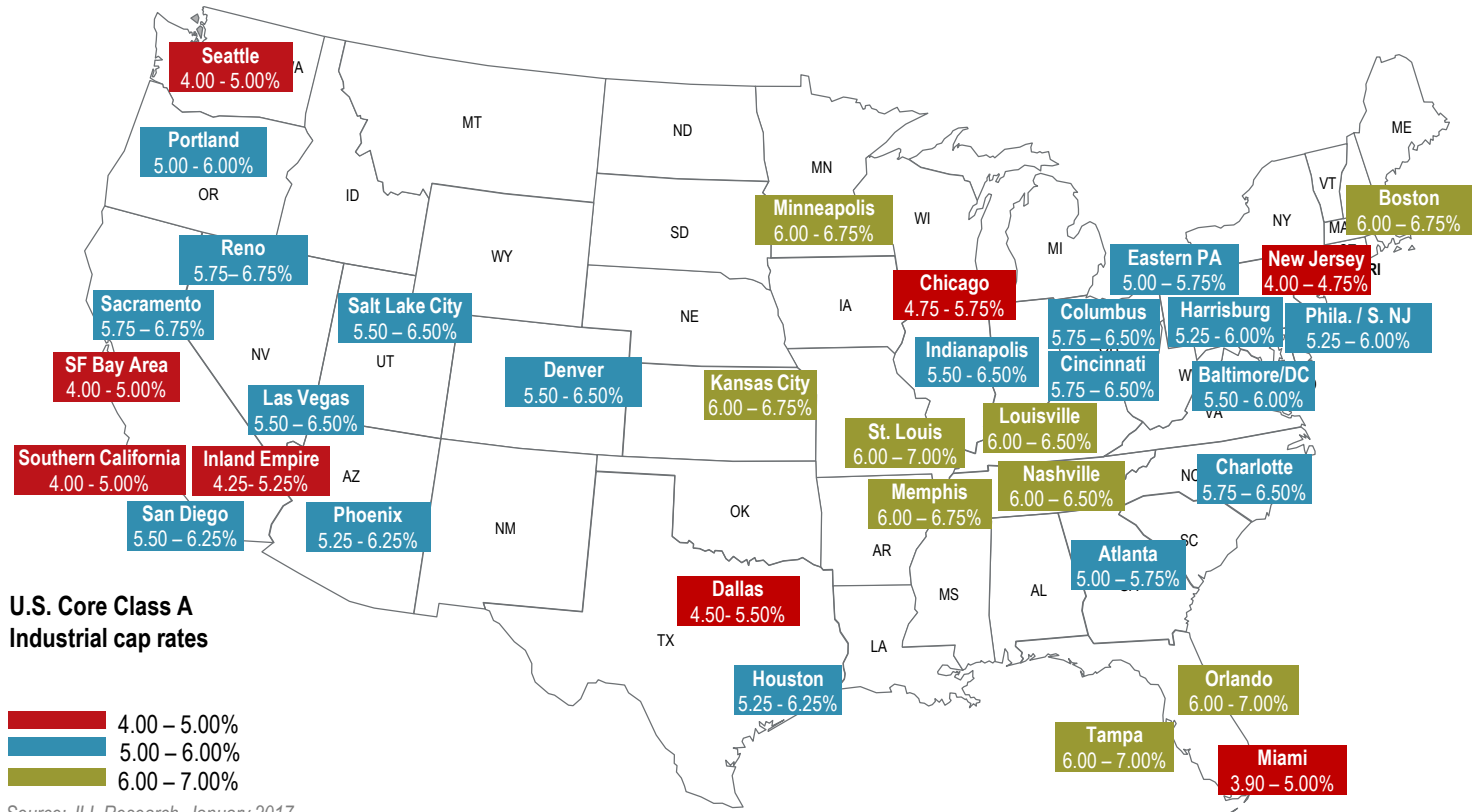 Seattle
4.00 - 5.00%
WA
MT
ND
MN
ME
Portland
5.00 - 6.00%
OR
ID
WY
SD
WI
MI
NY
VT
MA
RI
Minneapolis
6.00 - 6.75%
Boston
6.00 – 6.75%
Reno
5.75– 6.75%
Eastern PA
5.00 – 5.75%
New Jersey
4.00 – 4.75%
Chicago
4.75 - 5.75%
Sacramento
5.75 – 6.75%
Salt Lake City
5.50 – 6.50%
NE
IA
Columbus
5.75 – 6.50%
Harrisburg
5.25 - 6.00%
Phila. / S. NJ
5.25 – 6.00%
NV
UT
SF Bay Area
4.00 – 5.00%
Denver
5.50 - 6.50%
Kansas City
6.00 – 6.75%
Indianapolis
5.50 - 6.50%
Cincinnati
5.75 – 6.50%
Baltimore/DC
5.50 - 6.00%
VA
Las Vegas
5.50 – 6.50%
Louisville
6.00 – 6.50%
St. Louis
6.00 – 7.00%
Southern California
4.00 - 5.00%
Inland Empire
4.25- 5.25%
AZ
NM
OK
AR
Nashville
6.00 – 6.50%
NC
Charlotte
5.75 – 6.50%
Memphis
6.00 – 6.75%
San Diego
5.50 – 6.25%
Phoenix
5.25 - 6.25%
SC
Atlanta
5.00 – 5.75%
Dallas
4.50- 5.50%
TX
LA
MS
AL
U.S. Core Class A
Industrial cap rates
Houston
5.25 - 6.25%
Orlando
6.00 - 7.00%
Tampa
6.00 – 7.00%
Miami
3.90 – 5.00%
4.00 – 5.00%
5.00 – 6.00%
6.00 – 7.00%
Source: JLL Research, January 2017